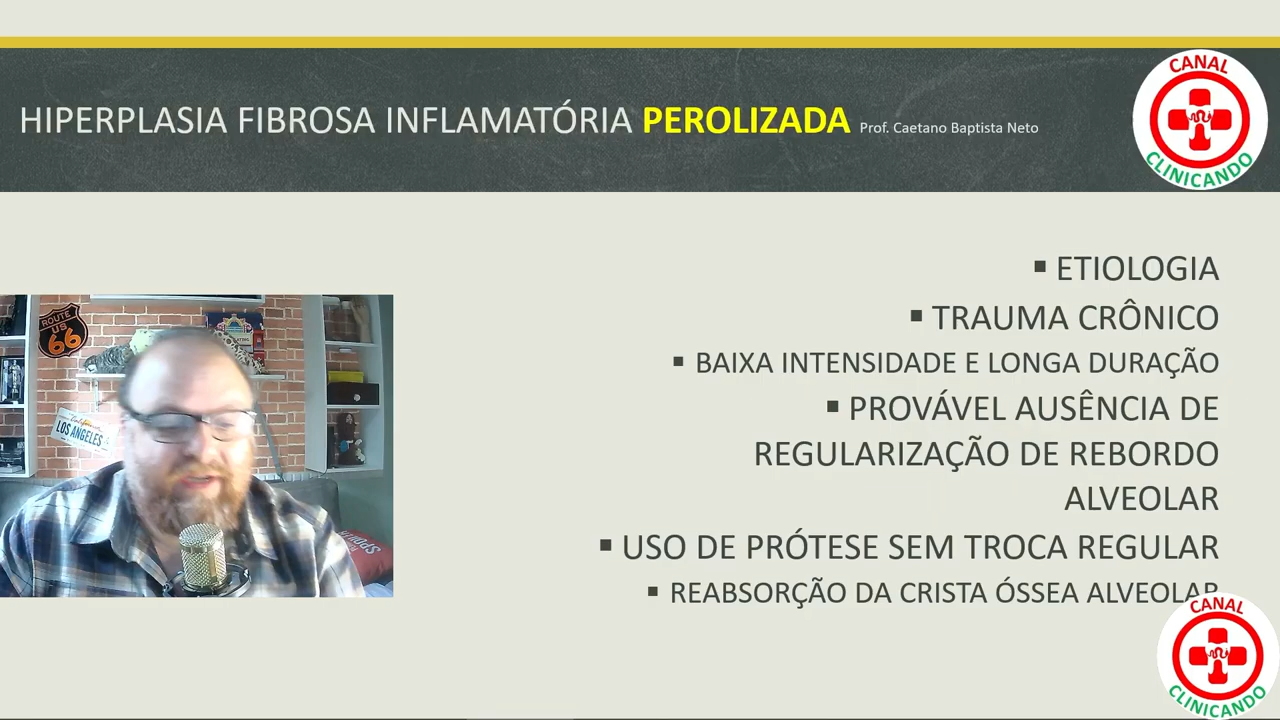 HIPERPLASIA FIBROSA INFLAMATÓRIA PEROLIZADA Prof. Caetano Baptista Neto
CANAL
CLINICANDO
▪ ETIOLOGIA
▪ TRAUMA CRÔNICO
▪ BAIXA INTENSIDADE E LONGA DURAÇÃO
▪ PROVÁVEL AUSÊNCIA DE
REGULARIZAÇÃO DE REBORDO
ALVEOLAR
▪ USO DE PRÓTESE SEM TROCA REGULAR
▪ REABSORÇÃO DA CRISTA ÓSSEA ALVEOLAR
ROUTE
US
66
California
LOS ANGELES
CANAL
CLINICANDO